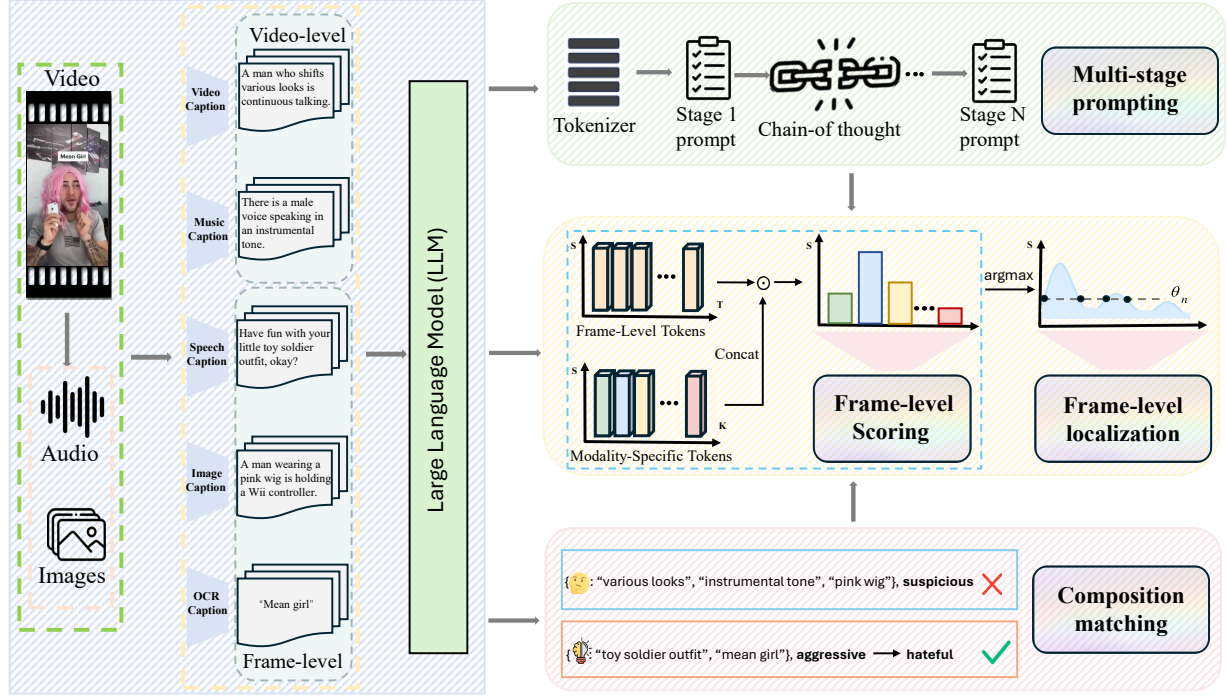 Video
Mean Girl
Audio
Images
Video-level
Video
Caption
A man who shifts
various looks is
continuous talking.
Music
Caption
There is a male
voice speaking in
an instrumental
tone.
Speech
Caption
Have fun with your
little toy soldier
outfit, okay?
Image
Caption
A man wearing a
pink wig is holding
a Wii controller.
OCR
Caption
“Mean girl”
Frame-level
Large Language Model (LLM)
Tokenizer
Stage 1
prompt
Chain-of thought
...
Stage N
prompt
Multi-stage
prompting
S
...
T
Frame-Level Tokens
Concat
S
...
K
Modality-Specific Tokens
S
...
Frame-level
Scoring
argmax
S
θn
Frame-level
localization
{🤔: “various looks”, “instrumental tone”, “pink wig”}, suspicious
{💡: “toy soldier outfit”, “mean girl”}, aggressive → hateful
Composition
matching